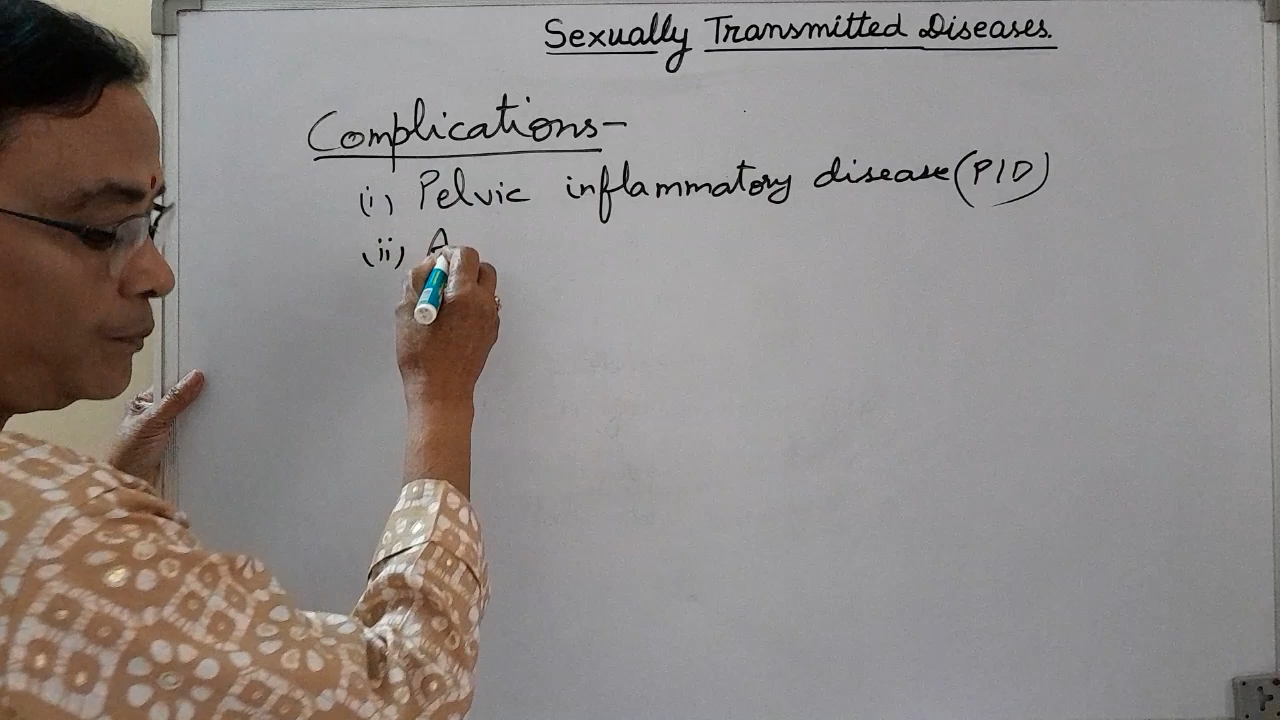 Sexually Transmitted Diseases.
Complications-
(i) Pelvic inflammatory disease (PID)
(ii) A